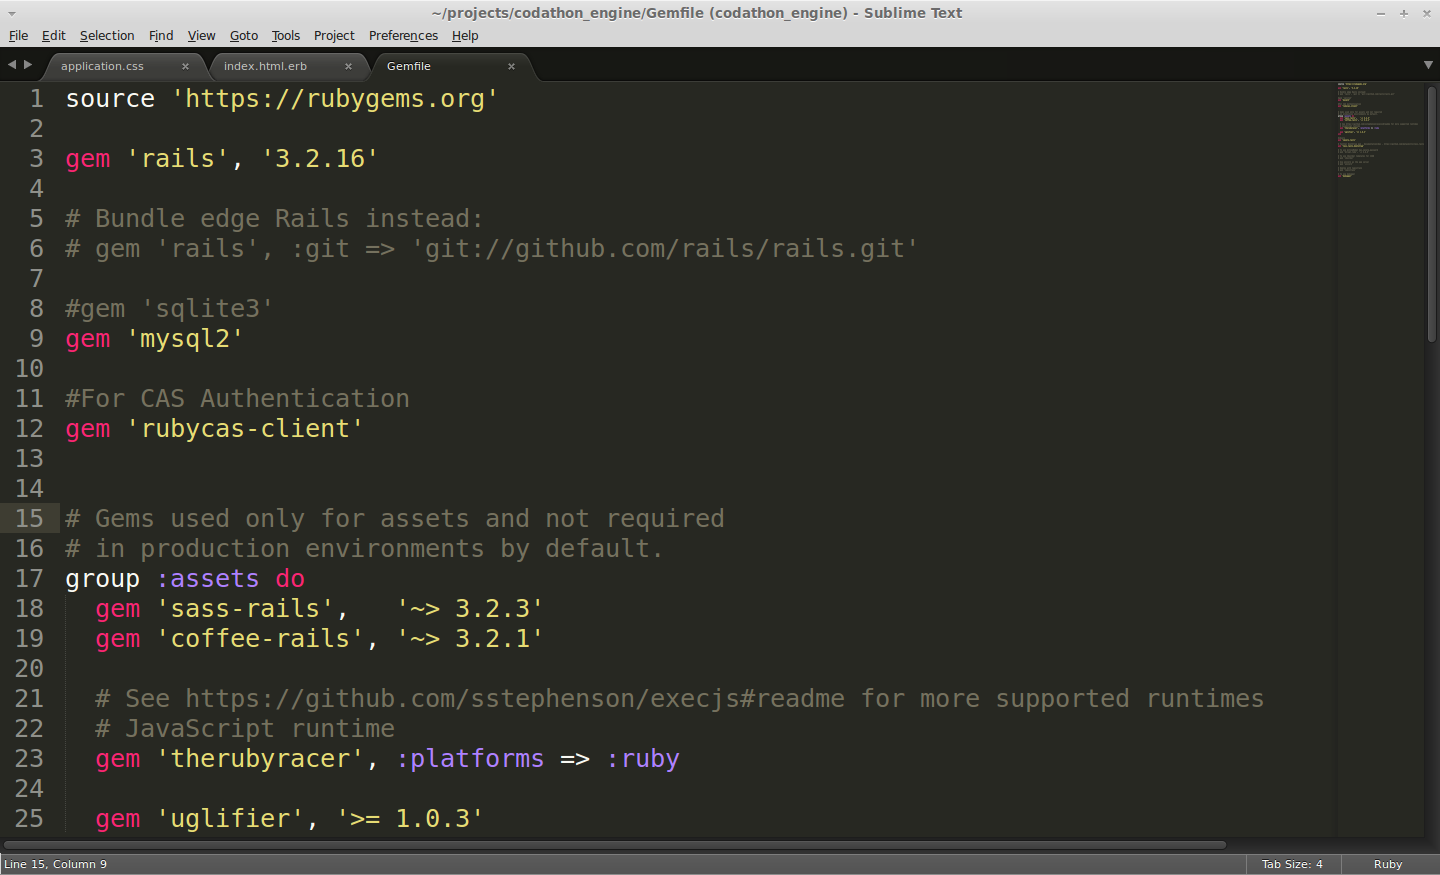 ~/projects/codathon_engine/Gemfile (codathon_engine) - Sublime Text
File Edit Selection Find View Goto Tools Project Preferences Help
application.css × index.html.erb × Gemfile ×
1 source 'https://rubygems.org'
2
3 gem 'rails', '3.2.16'
4
5 # Bundle edge Rails instead:
6 # gem 'rails', :git => 'git://github.com/rails/rails.git'
7
8 #gem 'sqlite3'
9 gem 'mysql2'
10
11 #For CAS Authentication
12 gem 'rubycas-client'
13
14
15 # Gems used only for assets and not required
16 # in production environments by default.
17 group :assets do
18   gem 'sass-rails',   '~> 3.2.3'
19   gem 'coffee-rails', '~> 3.2.1'
20
21   # See https://github.com/sstephenson/execjs#readme for more supported runtimes
22   # JavaScript runtime
23   gem 'therubyracer', :platforms => :ruby
24
25   gem 'uglifier', '>= 1.0.3'
Line 15, Column 9 Tab Size: 4 Ruby